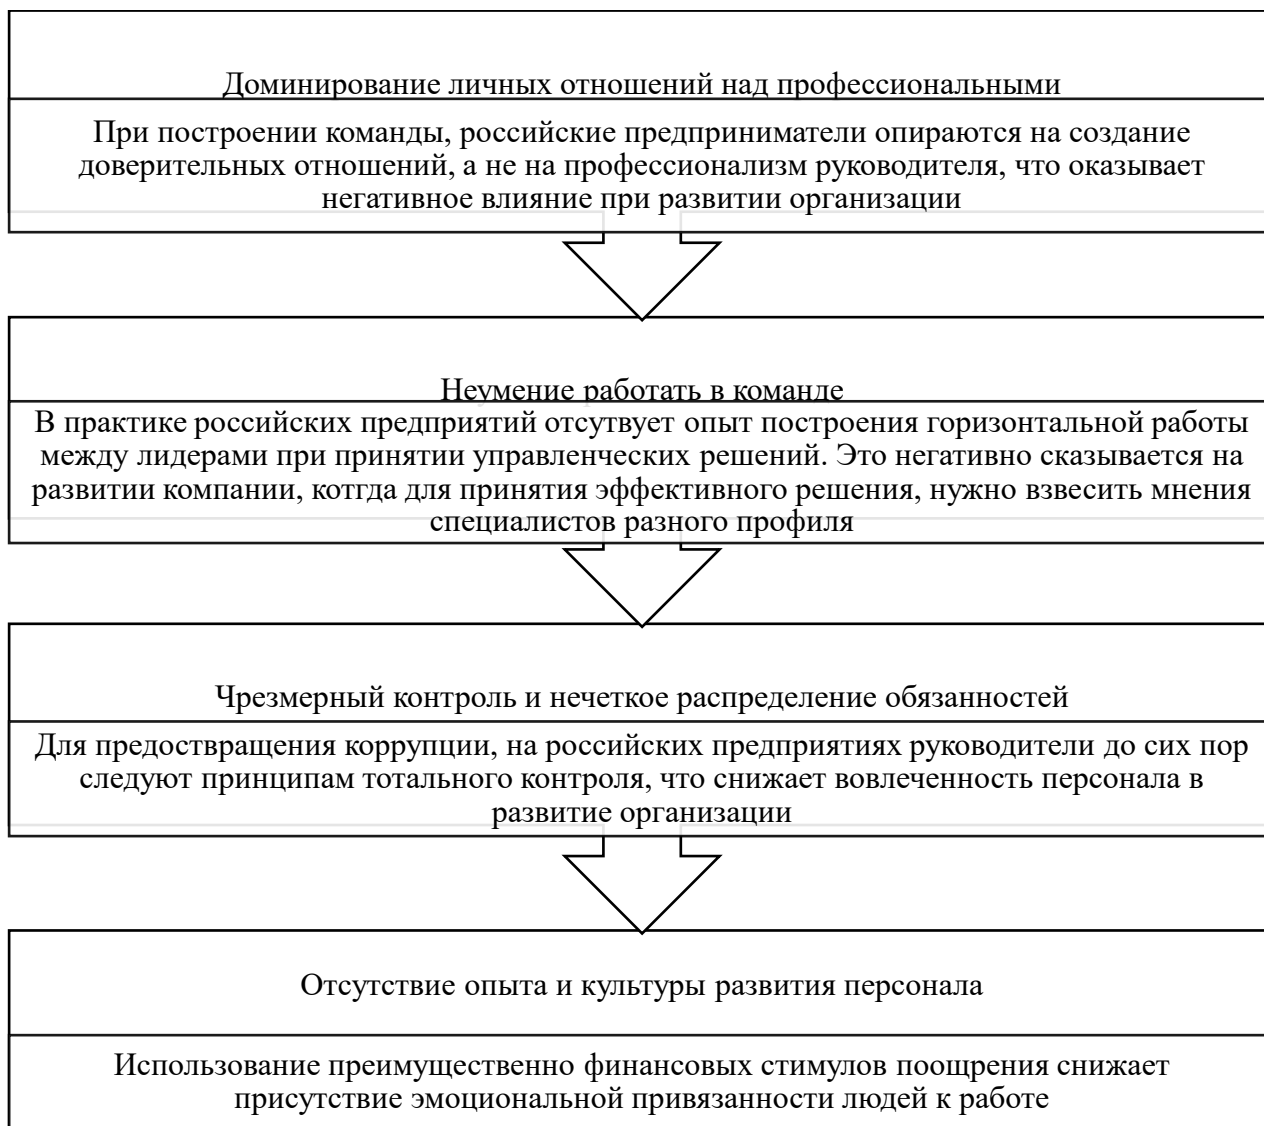 Доминирование личных отношений над профессиональными
При построении команды, российские предприниматели опираются на создание
доверительных отношений, а не на профессионализм руководителя, что оказывает
негативное влияние при развитии организации
Неумение работать в команде
В практике российских предприятий отсутвует опыт построения горизонтальной работы
между лидерами при принятии управленческих решений. Это негативно сказывается на
развитии компании, котгда для принятия эффективного решения, нужно взвесить мнения
специалистов разного профиля
Чрезмерный контроль и нечеткое распределение обязанностей
Для предоствращения коррупции, на российских предприятиях руководители до сих пор
следуют принципам тотального контроля, что снижает вовлеченность персонала в
развитие организации
Отсутствие опыта и культуры развития персонала
Использование преимущественно финансовых стимулов поощрения снижает
присутствие эмоциональной привязанности людей к работе